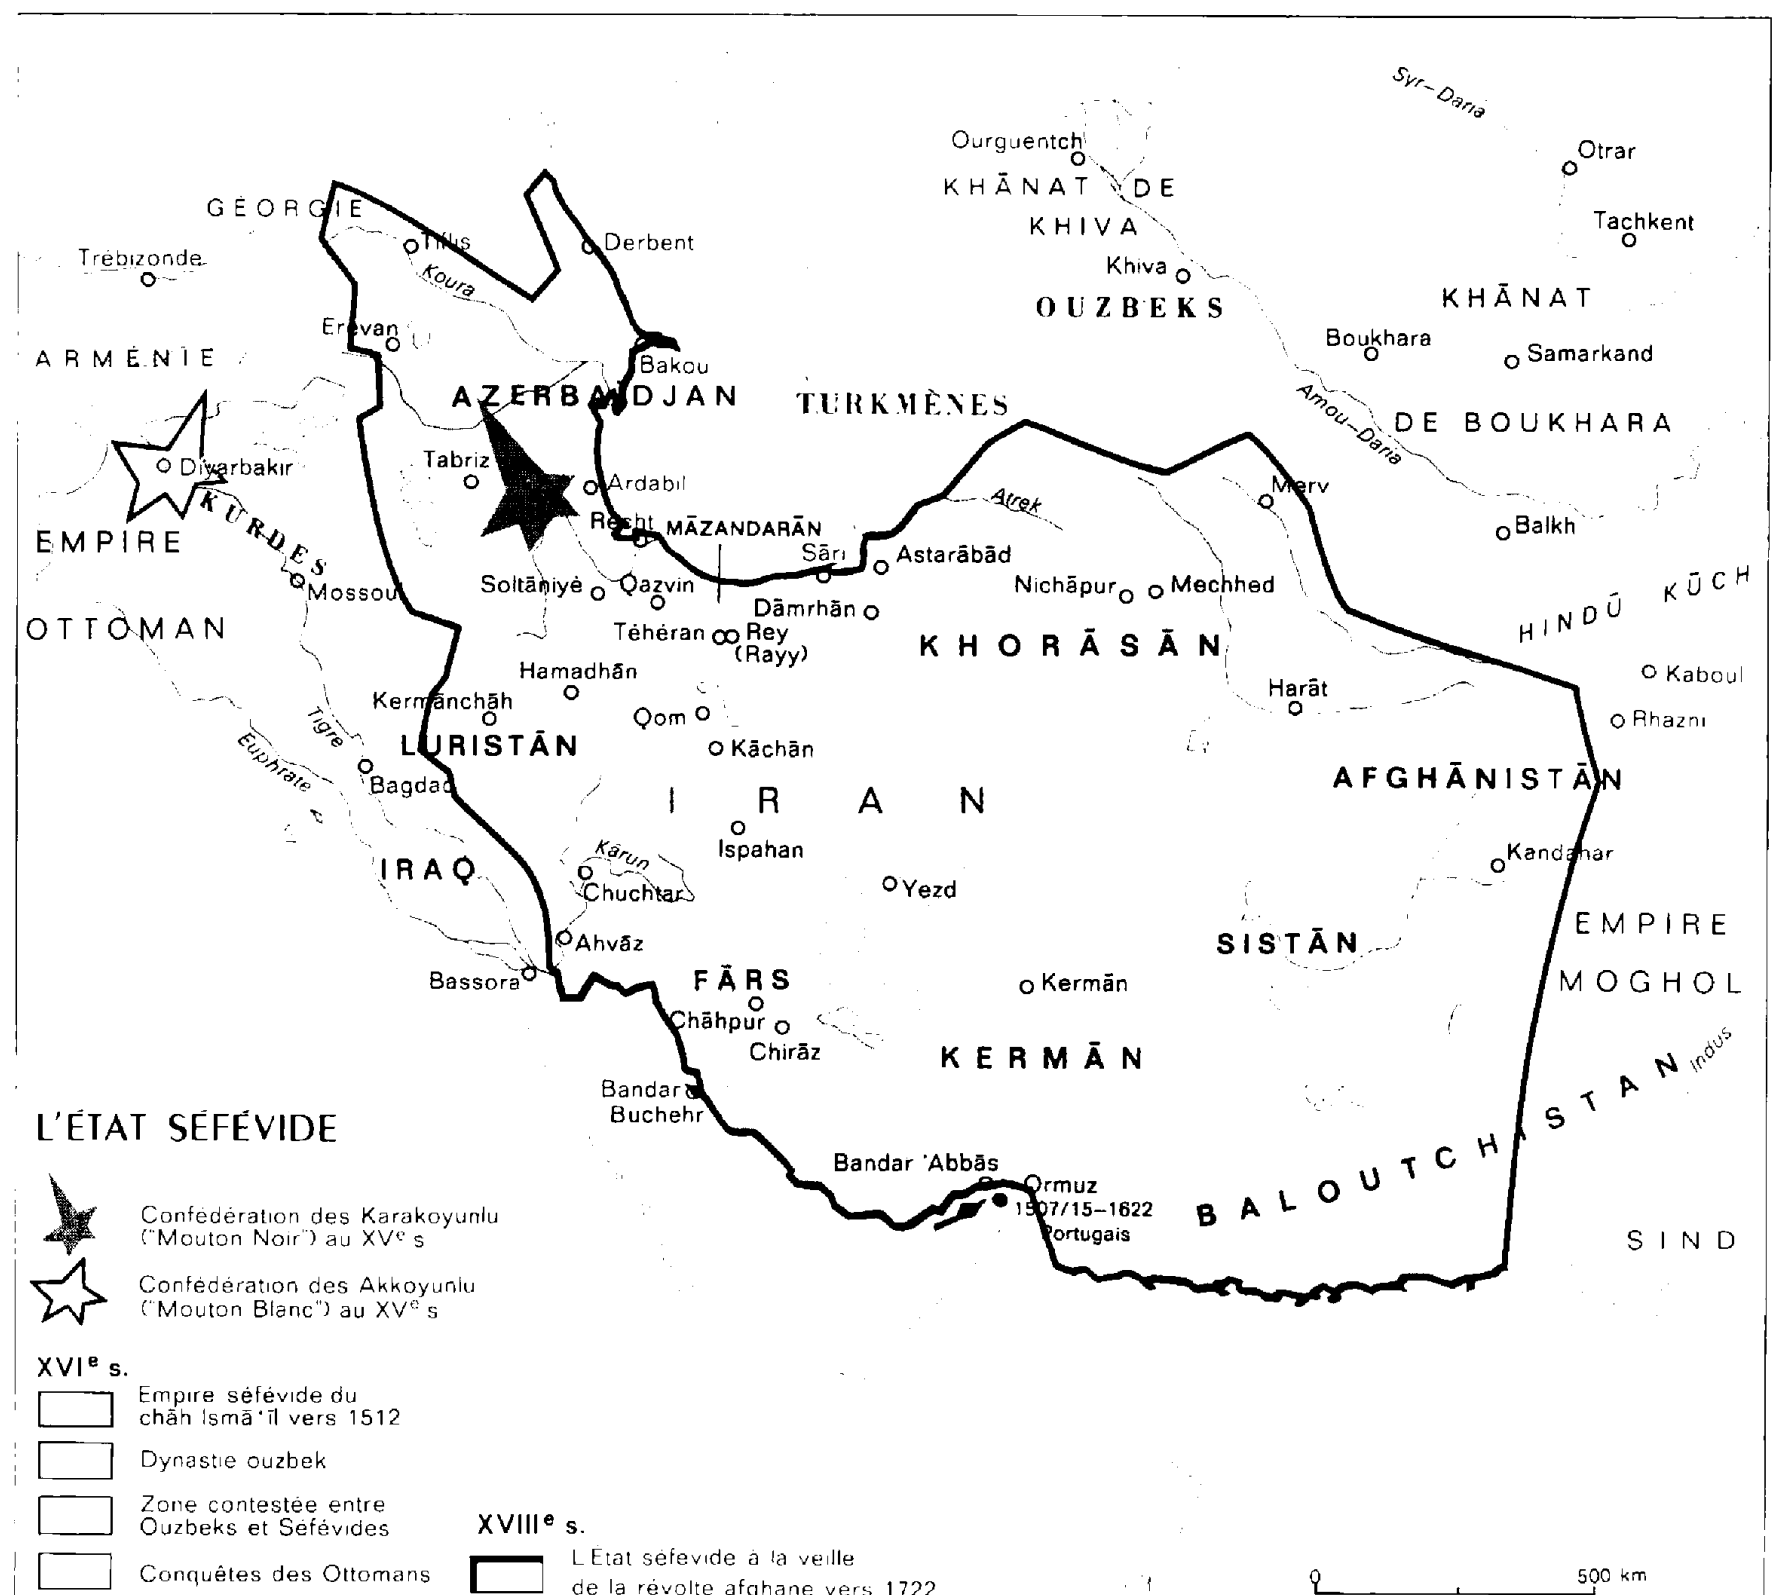 Syr-Daria
Ourguentch
Otrar
KHĀNAT DE
KHIVA
GÉORGIE
Tachkent
Tiflis
Derbent
Trébizonde
Khiva
Koura
KHĀNAT
OUZBEKS
Erevan
Boukhara
Samarkand
ARMÉNIE
Bakou
AZERBAÏDJAN
TURKMÈNES
Amou-Daria
DE BOUKHARA
Tabriz
Diyarbakir
Ardabil
Merv
KURDES
Atrek
Recht
MĀZANDARĀN
Balkh
EMPIRE
Sāri
Astarābād
Mossoul
Soltāniyé
Qazvin
Nichāpur
Mechhed
HINDŪ KŪCH
Dāmrhān
OTTOMAN
Téhéran
Rey
(Rayy)
KHORĀSĀN
Hamadhān
Kaboul
Kermānchāh
Harāt
Qom
Rhazni
Tigre
LURISTĀN
Kāchān
Euphrate
Bagdad
AFGHĀNISTĀN
IRAN
Ispahan
Kārun
Kandahar
IRAQ
Chuchtar
Yezd
EMPIRE
Ahvāz
SISTĀN
Bassora
FĀRS
Kermān
MOGHOL
Chāhpur
Chirāz
KERMĀN
Indus
Bandar
Buchehr
BALOUTCHISTAN
Bandar 'Abbās
Ormuz
1507/15–1622
Portugais
SIND
L'ÉTAT SÉFÉVIDE
Confédération des Karakoyunlu
("Mouton Noir") au XVe s
Confédération des Akkoyunlu
("Mouton Blanc") au XVe s
XVIe s.
Empire séfévide du
chāh Ismā'īl vers 1512
Dynastie ouzbek
Zone contestée entre
Ouzbeks et Séfévides
Conquêtes des Ottomans
XVIIIe s.
L'État séfévide à la veille
de la révolte afghane vers 1722
0 500 km